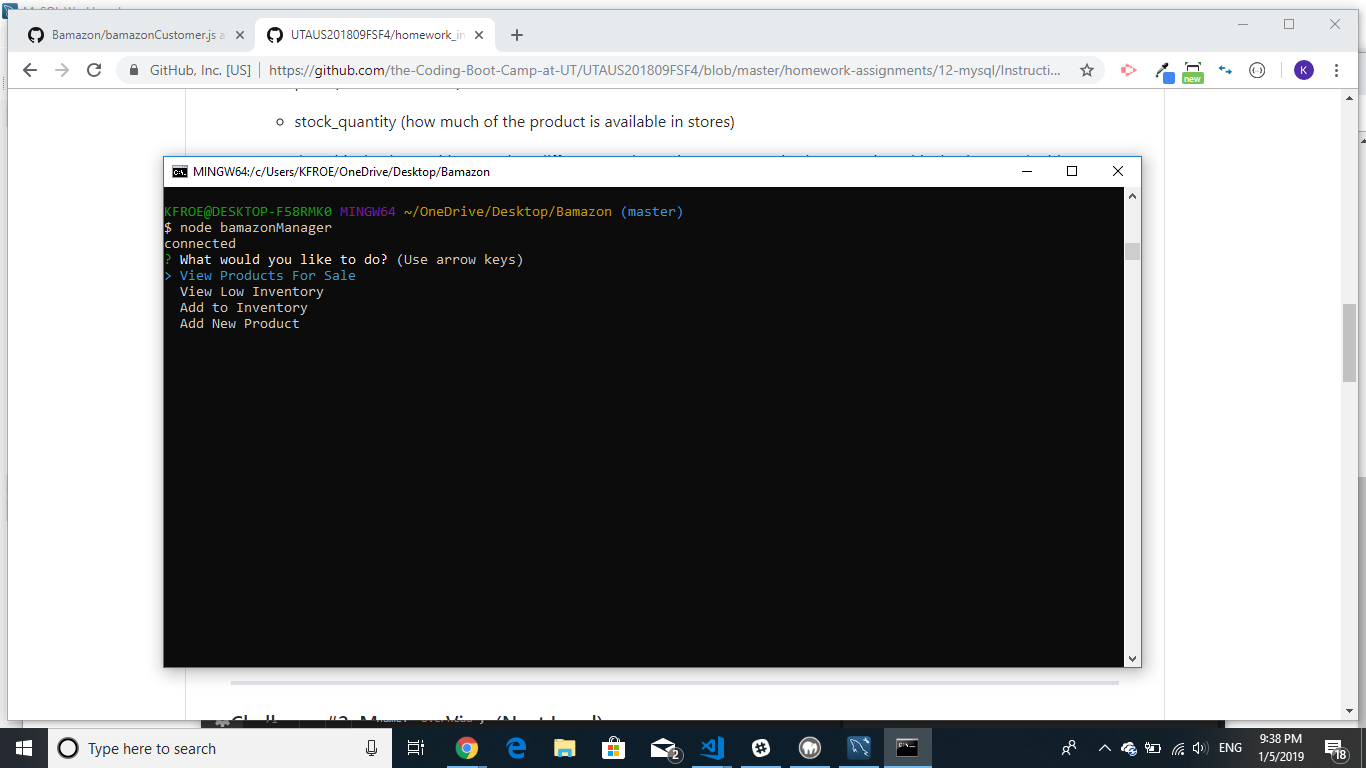 Bamazon/bamazonCustomer.js a
UTAUS201809FSF4/homework_in
GitHub, Inc. [US]
https://github.com/the-Coding-Boot-Camp-at-UT/UTAUS201809FSF4/blob/master/homework-assignments/12-mysql/Instructi...
new
K
stock_quantity (how much of the product is available in stores)
MINGW64:/c/Users/KFROE/OneDrive/Desktop/Bamazon
KFROE@DESKTOP-F58RMK0 MINGW64 ~/OneDrive/Desktop/Bamazon (master)
$ node bamazonManager
connected
? What would you like to do? (Use arrow keys)
> View Products For Sale
View Low Inventory
Add to Inventory
Add New Product
Type here to search
2
ENG
9:38 PM
1/5/2019
18